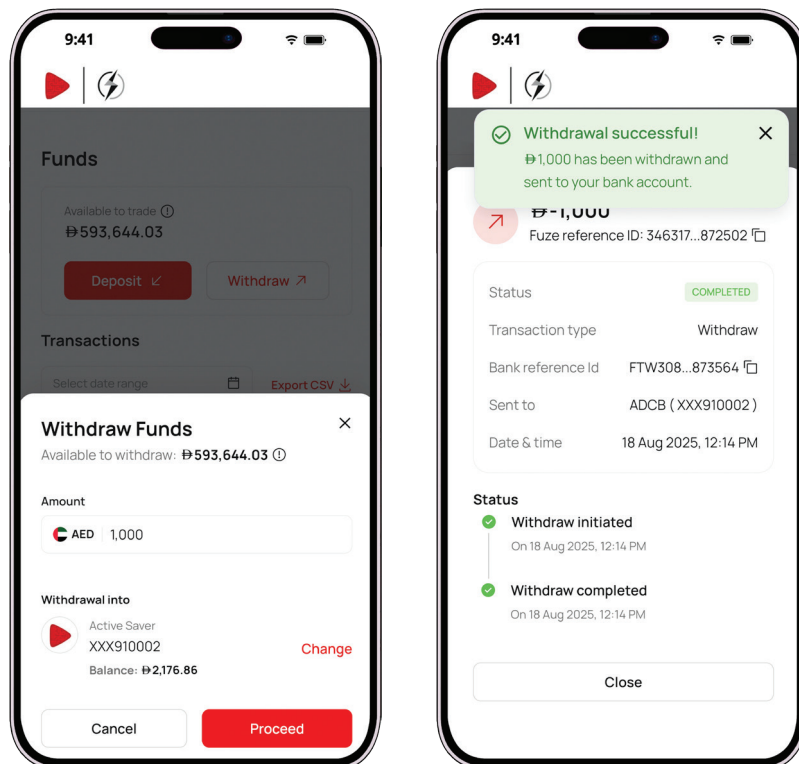 9:41
Funds
Available to trade
593,644.03
Deposit
Withdraw
Transactions
Select date range
Export CSV
Withdraw Funds
Available to withdraw: 593,644.03
Amount
AED 1,000
Withdrawal into
Active Saver
XXX910002
Change
Balance: 2,176.86
Cancel
Proceed
9:41
Withdrawal successful!
1,000 has been withdrawn and
sent to your bank account.
-1,000
Fuze reference ID: 346317...872502
Status
COMPLETED
Transaction type
Withdraw
Bank reference Id
FTW308...873564
Sent to
ADCB ( XXX910002 )
Date & time
18 Aug 2025, 12:14 PM
Status
Withdraw initiated
On 18 Aug 2025, 12:14 PM
Withdraw completed
On 18 Aug 2025, 12:14 PM
Close